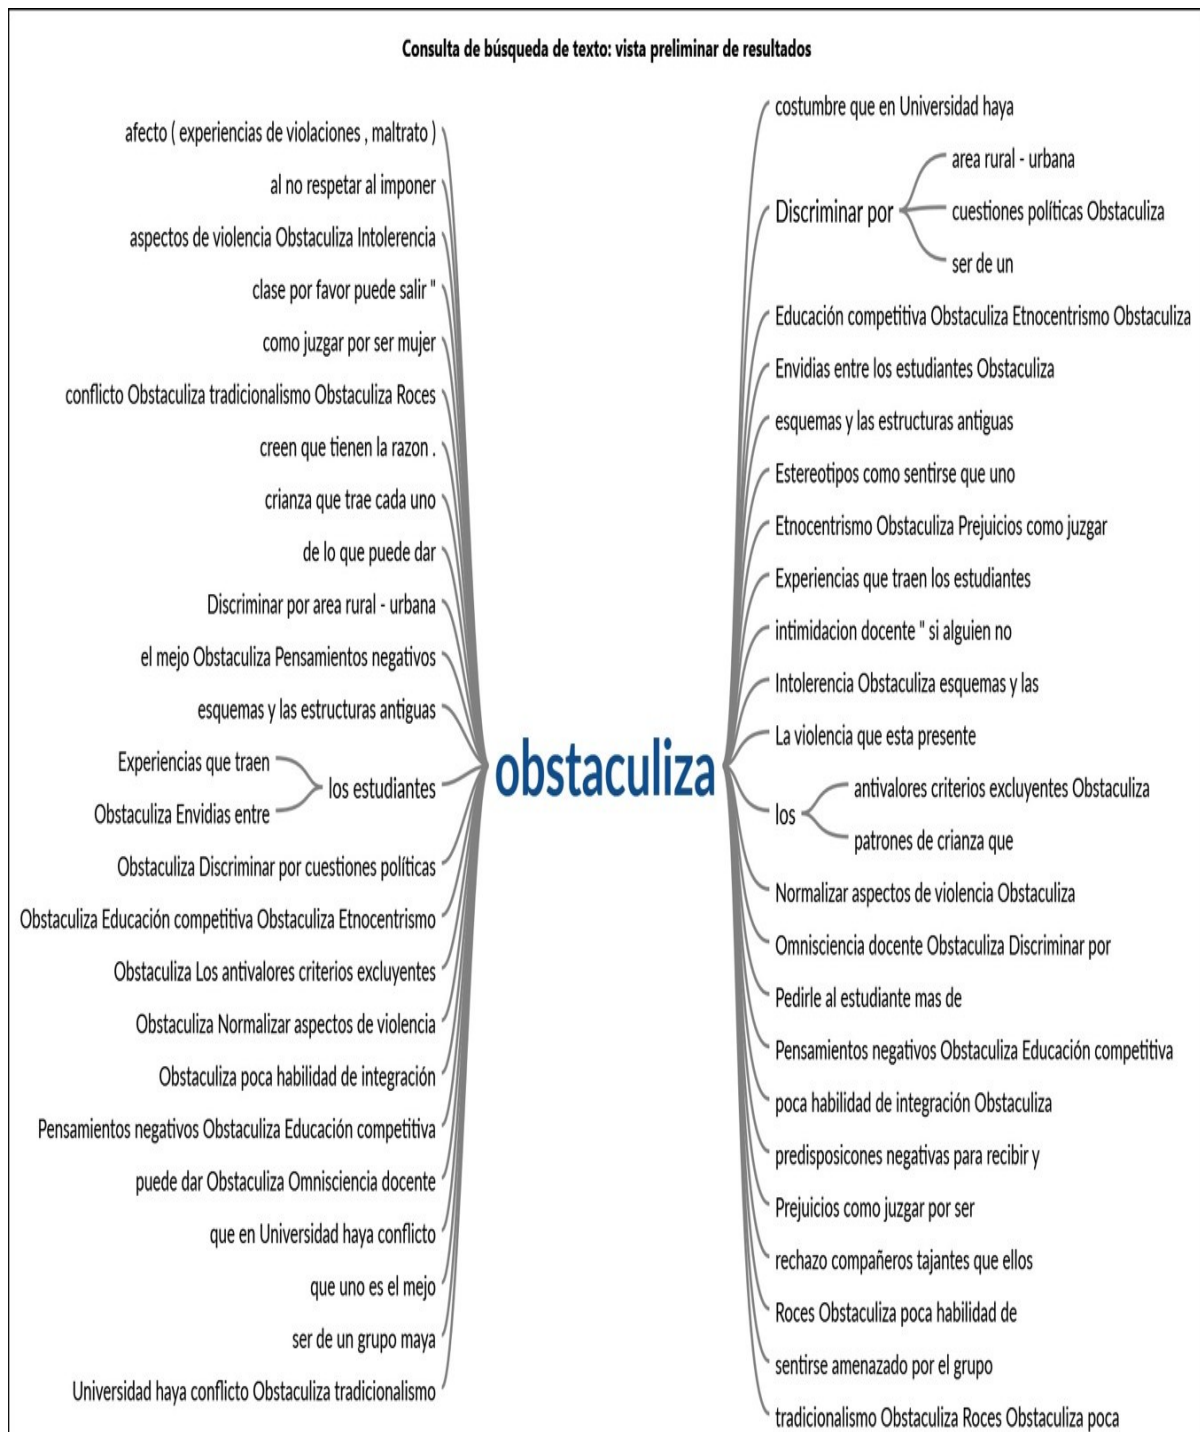 Consulta de búsqueda de texto: vista preliminar de resultados
afecto ( experiencias de violaciones , maltrato )
al no respetar al imponer
aspectos de violencia Obstaculiza Intolerencia
clase por favor puede salir "
como juzgar por ser mujer
conflicto Obstaculiza tradicionalismo Obstaculiza Roces
creen que tienen la razon .
crianza que trae cada uno
de lo que puede dar
Discriminar por area rural - urbana
el mejo Obstaculiza Pensamientos negativos
esquemas y las estructuras antiguas
Experiencias que traen
Obstaculiza Envidias entre
los estudiantes
Obstaculiza Discriminar por cuestiones políticas
Obstaculiza Educación competitiva Obstaculiza Etnocentrismo
Obstaculiza Los antivalores criterios excluyentes
Obstaculiza Normalizar aspectos de violencia
Obstaculiza poca habilidad de integración
Pensamientos negativos Obstaculiza Educación competitiva
puede dar Obstaculiza Omnisciencia docente
que en Universidad haya conflicto
que uno es el mejo
ser de un grupo maya
Universidad haya conflicto Obstaculiza tradicionalismo
obstaculiza
costumbre que en Universidad haya
Discriminar por
area rural - urbana
cuestiones políticas Obstaculiza
ser de un
Educación competitiva Obstaculiza Etnocentrismo Obstaculiza
Envidias entre los estudiantes Obstaculiza
esquemas y las estructuras antiguas
Estereotipos como sentirse que uno
Etnocentrismo Obstaculiza Prejuicios como juzgar
Experiencias que traen los estudiantes
intimidacion docente " si alguien no
Intolerencia Obstaculiza esquemas y las
La violencia que esta presente
los
antivalores criterios excluyentes Obstaculiza
patrones de crianza que
Normalizar aspectos de violencia Obstaculiza
Omnisciencia docente Obstaculiza Discriminar por
Pedirle al estudiante mas de
Pensamientos negativos Obstaculiza Educación competitiva
poca habilidad de integración Obstaculiza
predisposicones negativas para recibir y
Prejuicios como juzgar por ser
rechazo compañeros tajantes que ellos
Roces Obstaculiza poca habilidad de
sentirse amenazado por el grupo
tradicionalismo Obstaculiza Roces Obstaculiza poca